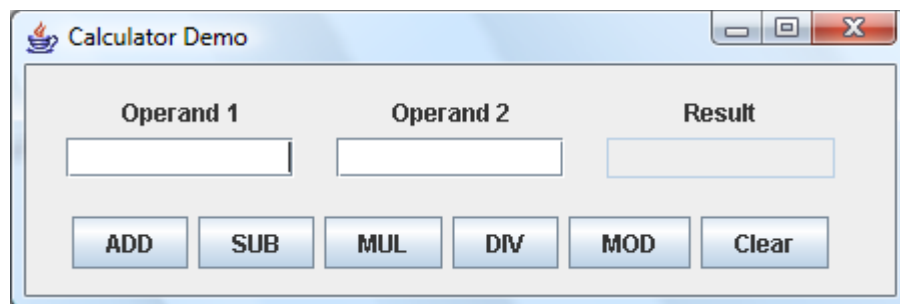 Calculator Demo
Operand 1 Operand 2 Result
ADD SUB MUL DIV MOD Clear